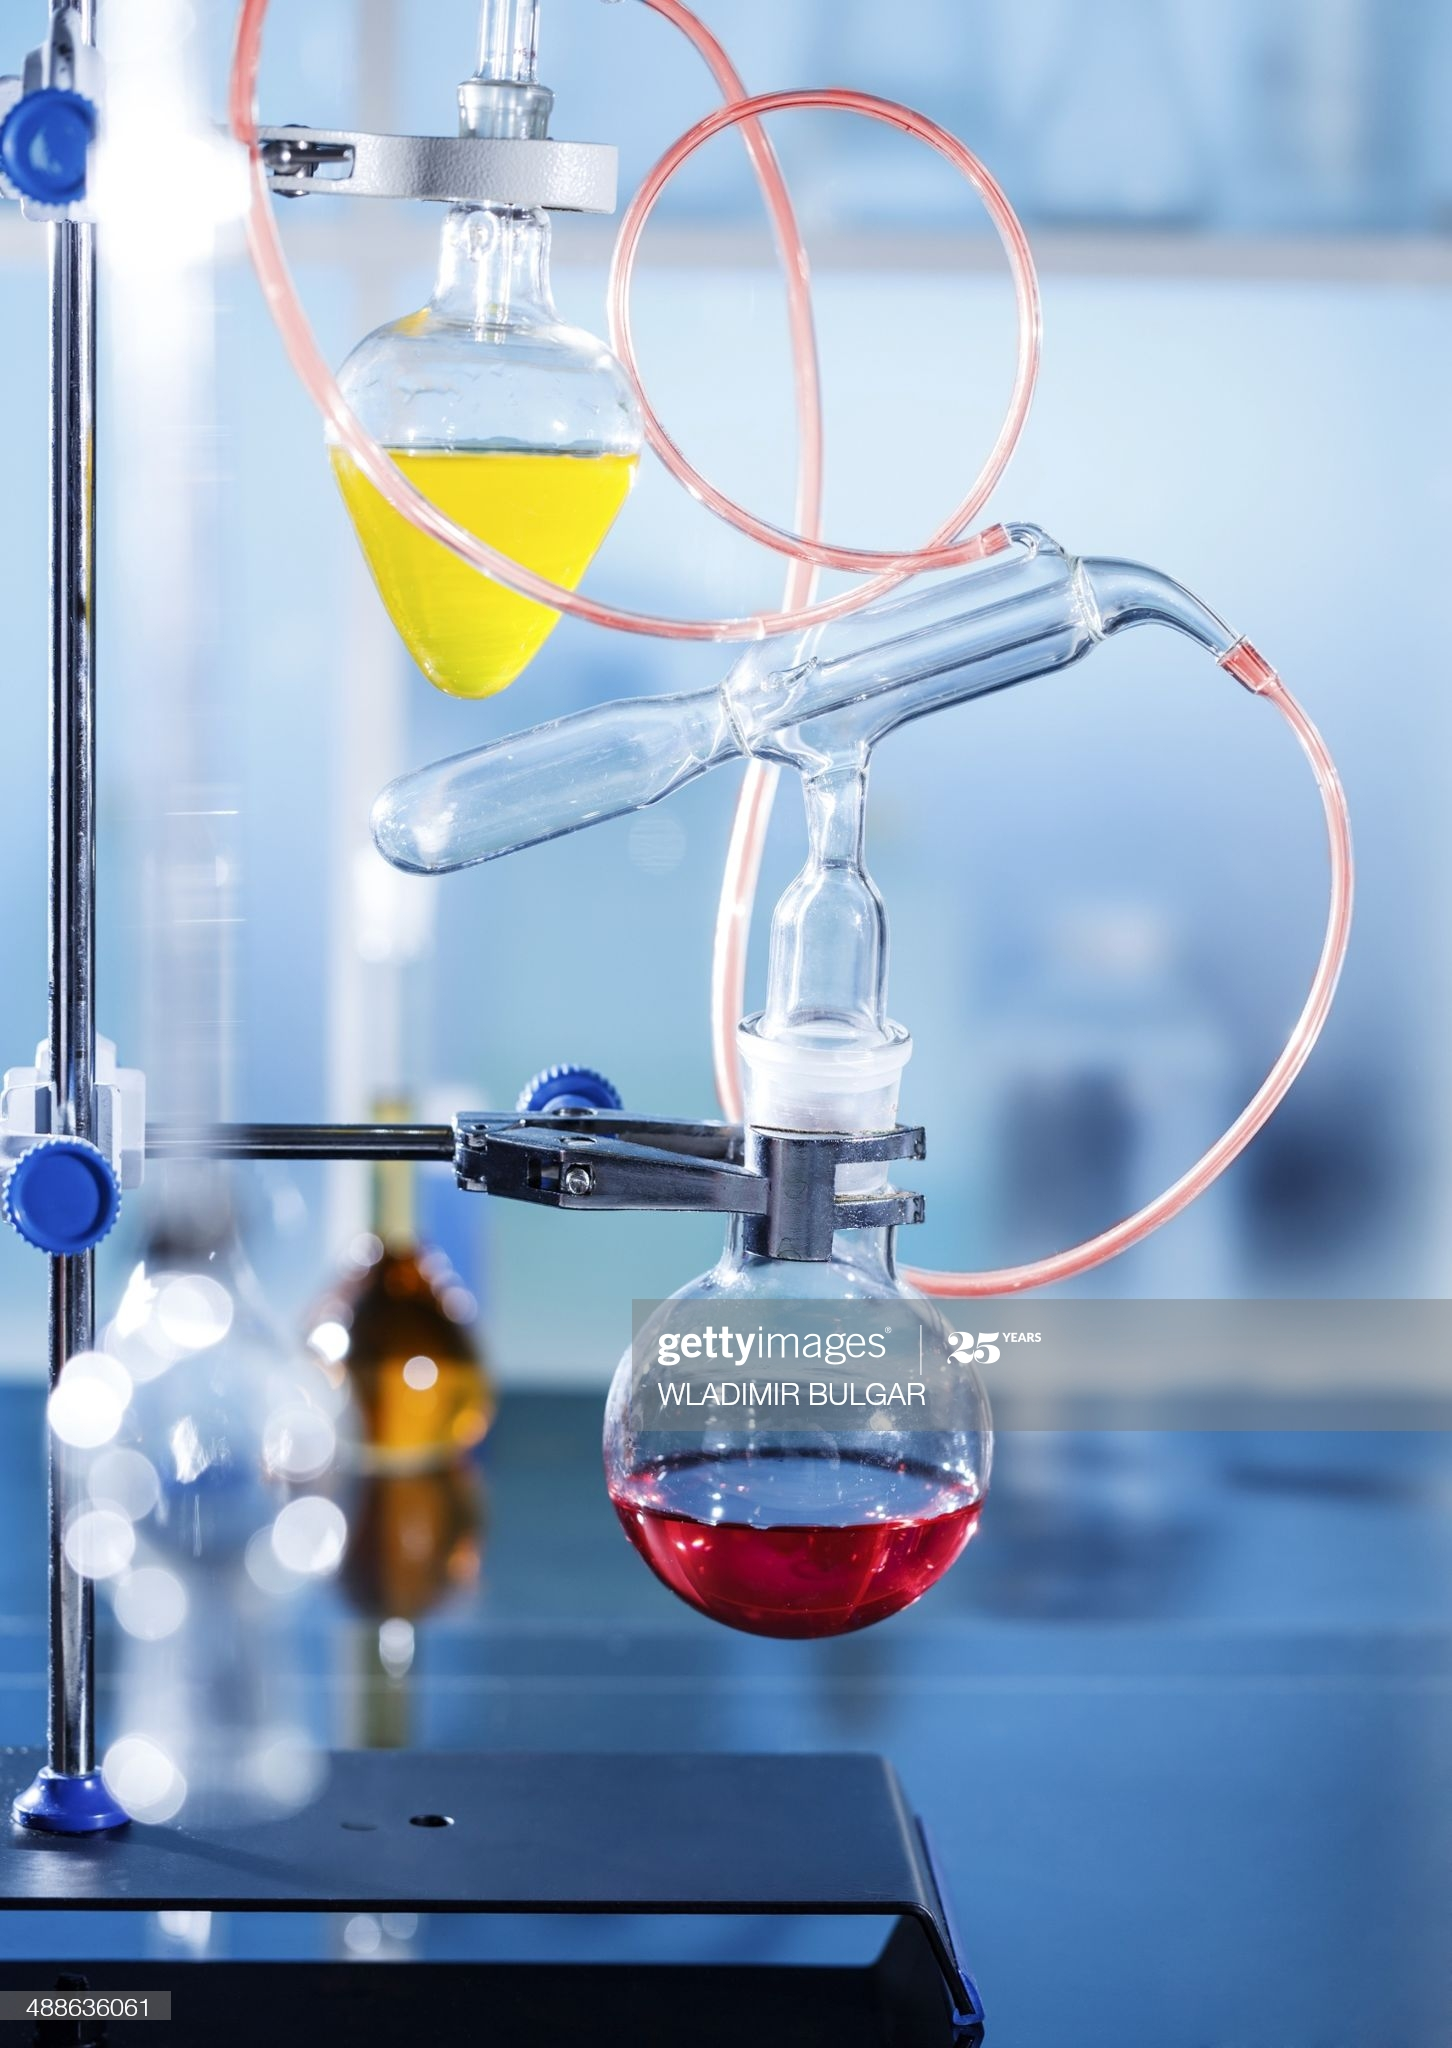 gettyimages®
25 YEARS
WLADIMIR BULGAR
488636061